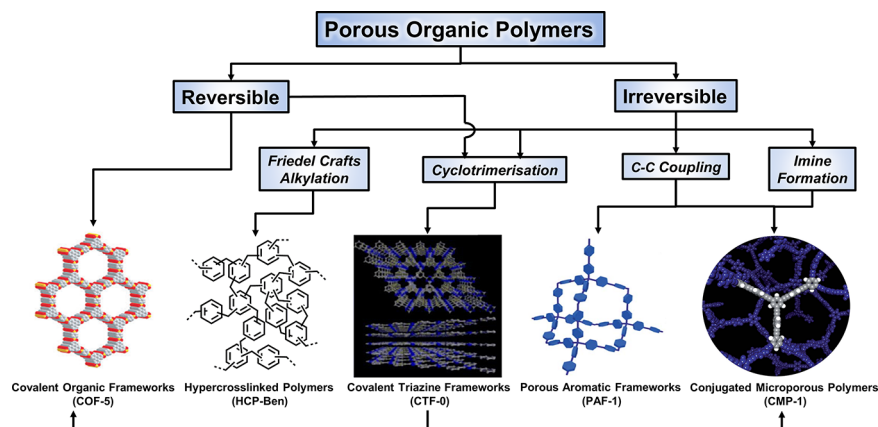 Porous Organic Polymers
Reversible
Irreversible
Friedel Crafts
Alkylation
Cyclotrimerisation
C-C Coupling
Imine
Formation
Covalent Organic Frameworks
(COF-5)
Hypercrosslinked Polymers
(HCP-Ben)
Covalent Triazine Frameworks
(CTF-0)
Porous Aromatic Frameworks
(PAF-1)
Conjugated Microporous Polymers
(CMP-1)